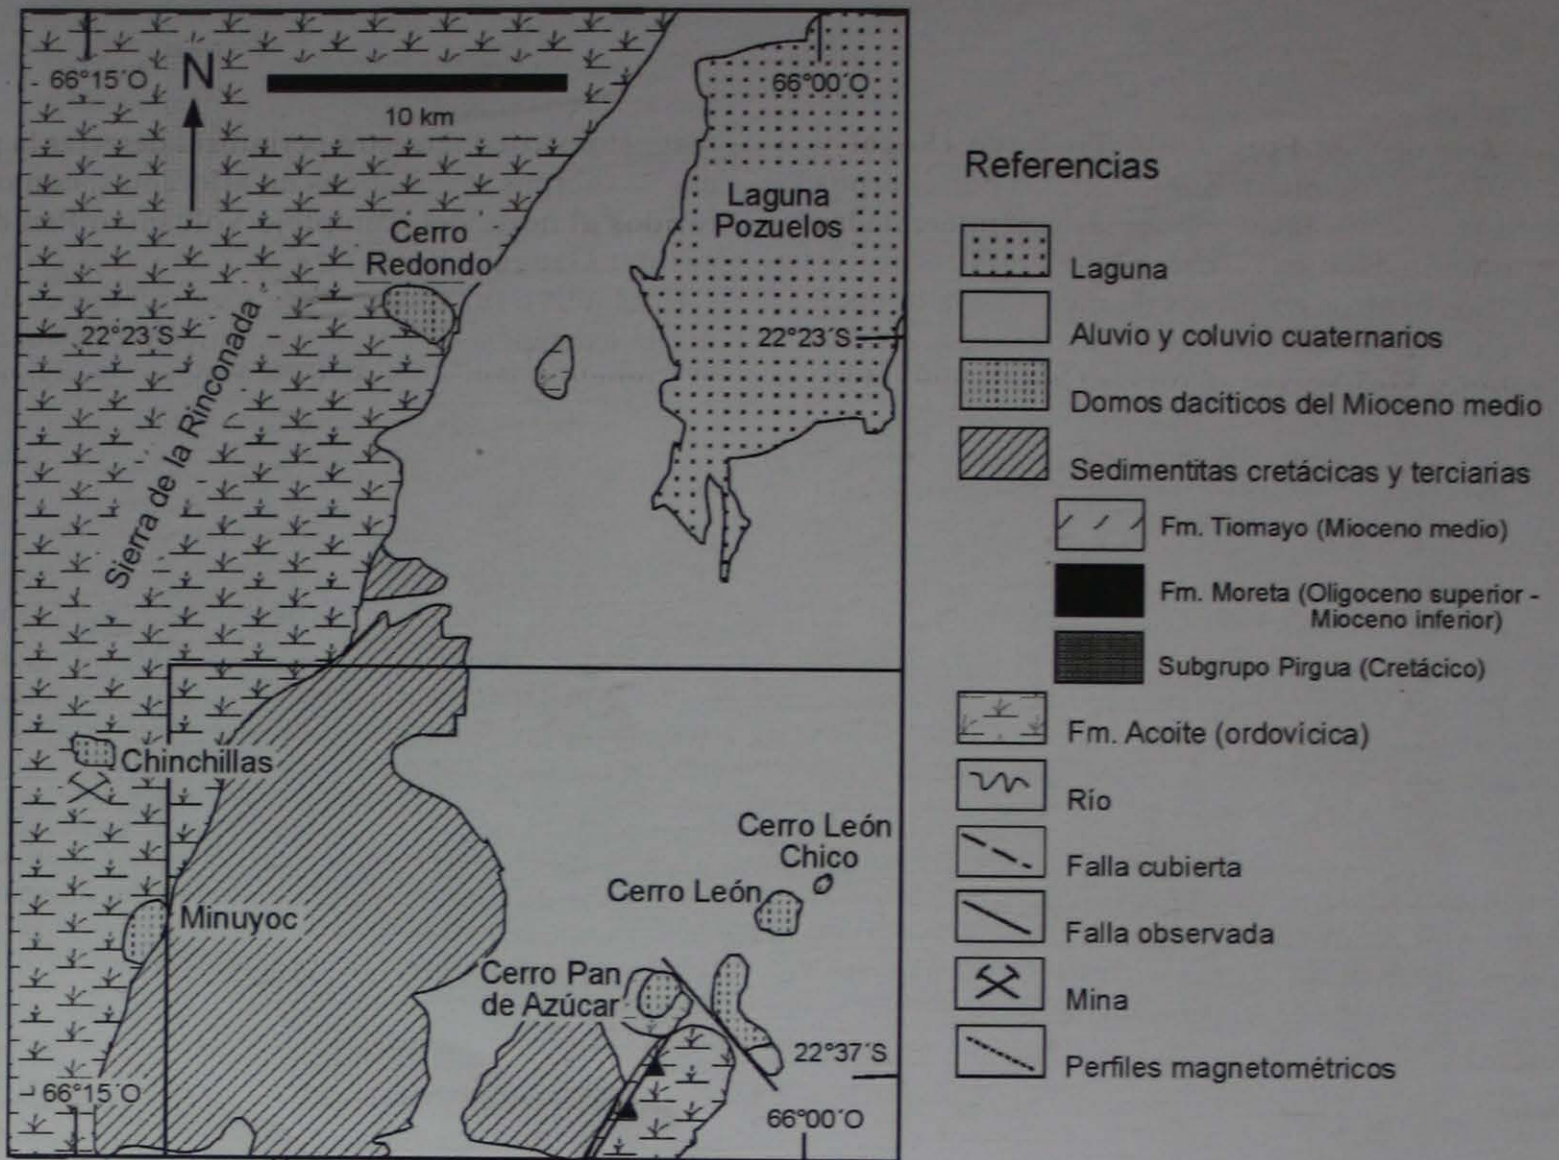 66°15´O
N
10 km
66°00´O
Laguna
Pozuelos
Cerro
Redondo
22°23´S
22°23´S
Sierra de la Rinconada
Chinchillas
Cerro León
Chico
Cerro León
Minuyoc
Cerro Pan
de Azúcar
22°37´S
66°15´O
66°00´O
Referencias
Laguna
Aluvio y coluvio cuaternarios
Domos dacíticos del Mioceno medio
Sedimentitas cretácicas y terciarias
Fm. Tiomayo (Mioceno medio)
Fm. Moreta (Oligoceno superior -
Mioceno inferior)
Subgrupo Pirgua (Cretácico)
Fm. Acoite (ordovícica)
Río
Falla cubierta
Falla observada
Mina
Perfiles magnetométricos